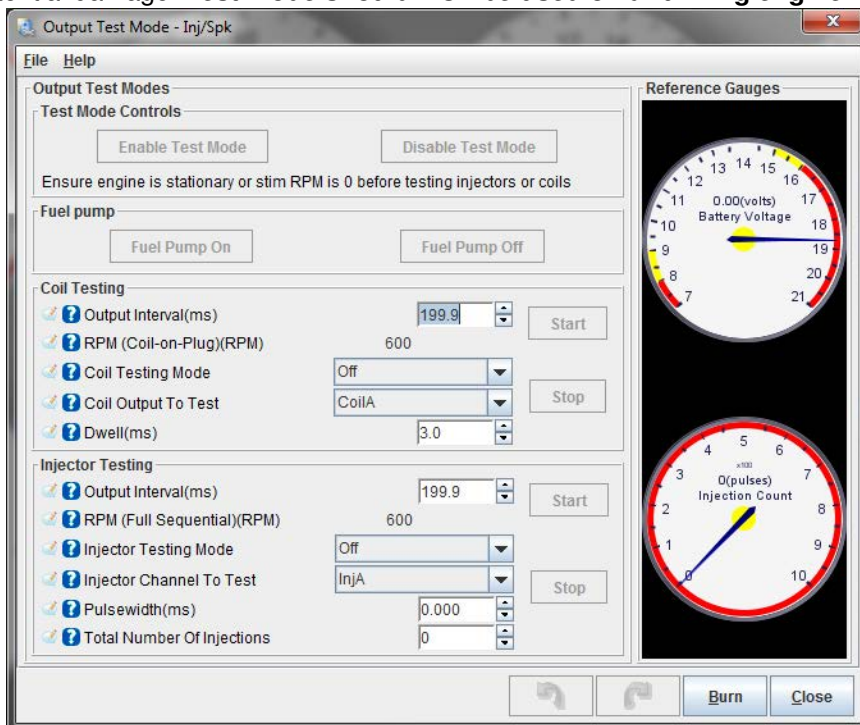 Output Test Mode - Inj/Spk
File Help
Output Test Modes
Test Mode Controls
Enable Test Mode
Disable Test Mode
Ensure engine is stationary or stim RPM is 0 before testing injectors or coils
Fuel pump
Fuel Pump On
Fuel Pump Off
Coil Testing
Output Interval(ms) 199.9
Start
RPM (Coil-on-Plug)(RPM) 600
Coil Testing Mode Off
Coil Output To Test CoilA
Stop
Dwell(ms) 3.0
Injector Testing
Output Interval(ms) 199.9
Start
RPM (Full Sequential)(RPM) 600
Injector Testing Mode Off
Injector Channel To Test InjA
Stop
Pulsewidth(ms) 0.000
Total Number Of Injections 0
Reference Gauges
7 8 9 10 11 12 13 14 15 16 17 18 19 20 21
0.00(volts)
Battery Voltage
0 1 2 3 4 5 6 7 8 9 10
x100
0(pulses)
Injection Count
Burn Close